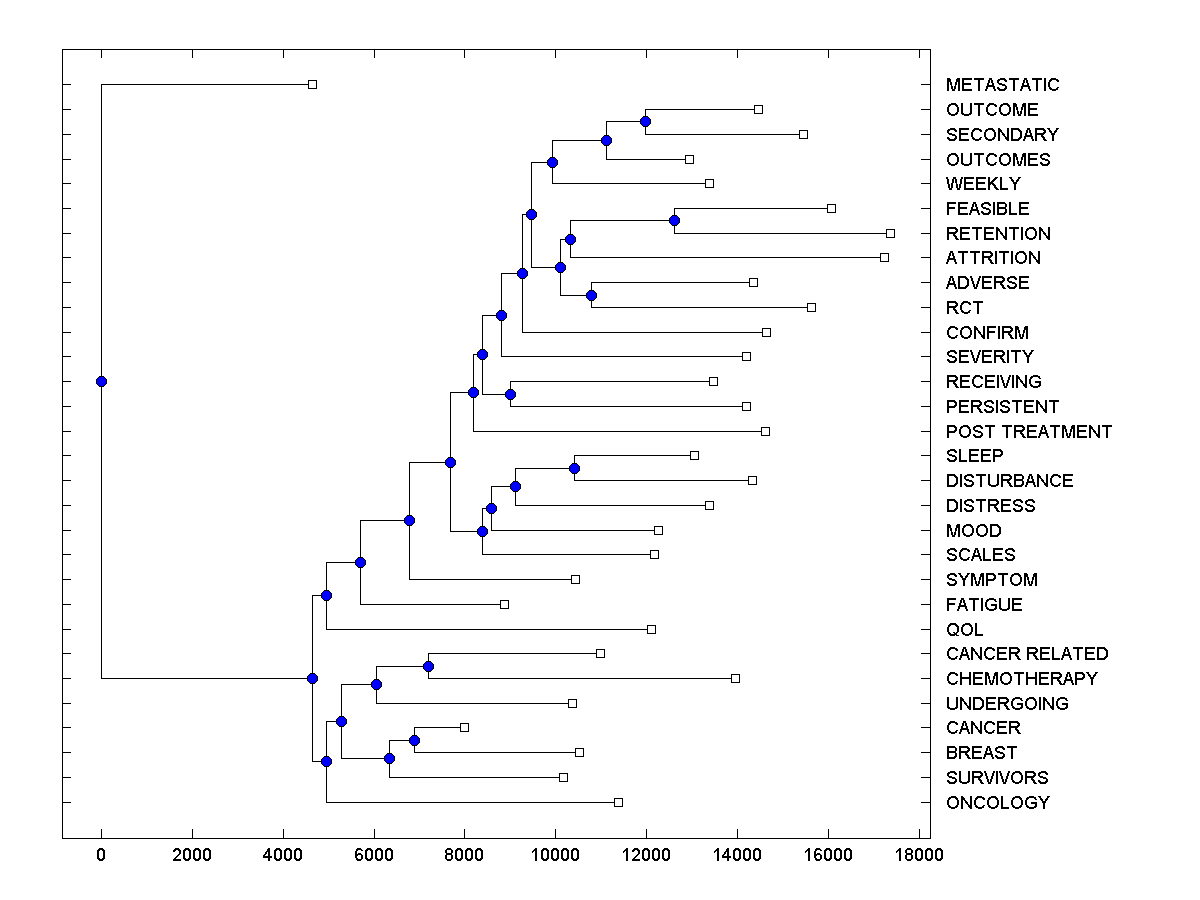 METASTATIC
OUTCOME
SECONDARY
OUTCOMES
WEEKLY
FEASIBLE
RETENTION
ATTRITION
ADVERSE
RCT
CONFIRM
SEVERITY
RECEIVING
PERSISTENT
POST TREATMENT
SLEEP
DISTURBANCE
DISTRESS
MOOD
SCALES
SYMPTOM
FATIGUE
QOL
CANCER RELATED
CHEMOTHERAPY
UNDERGOING
CANCER
BREAST
SURVIVORS
ONCOLOGY
0 2000 4000 6000 8000 10000 12000 14000 16000 18000